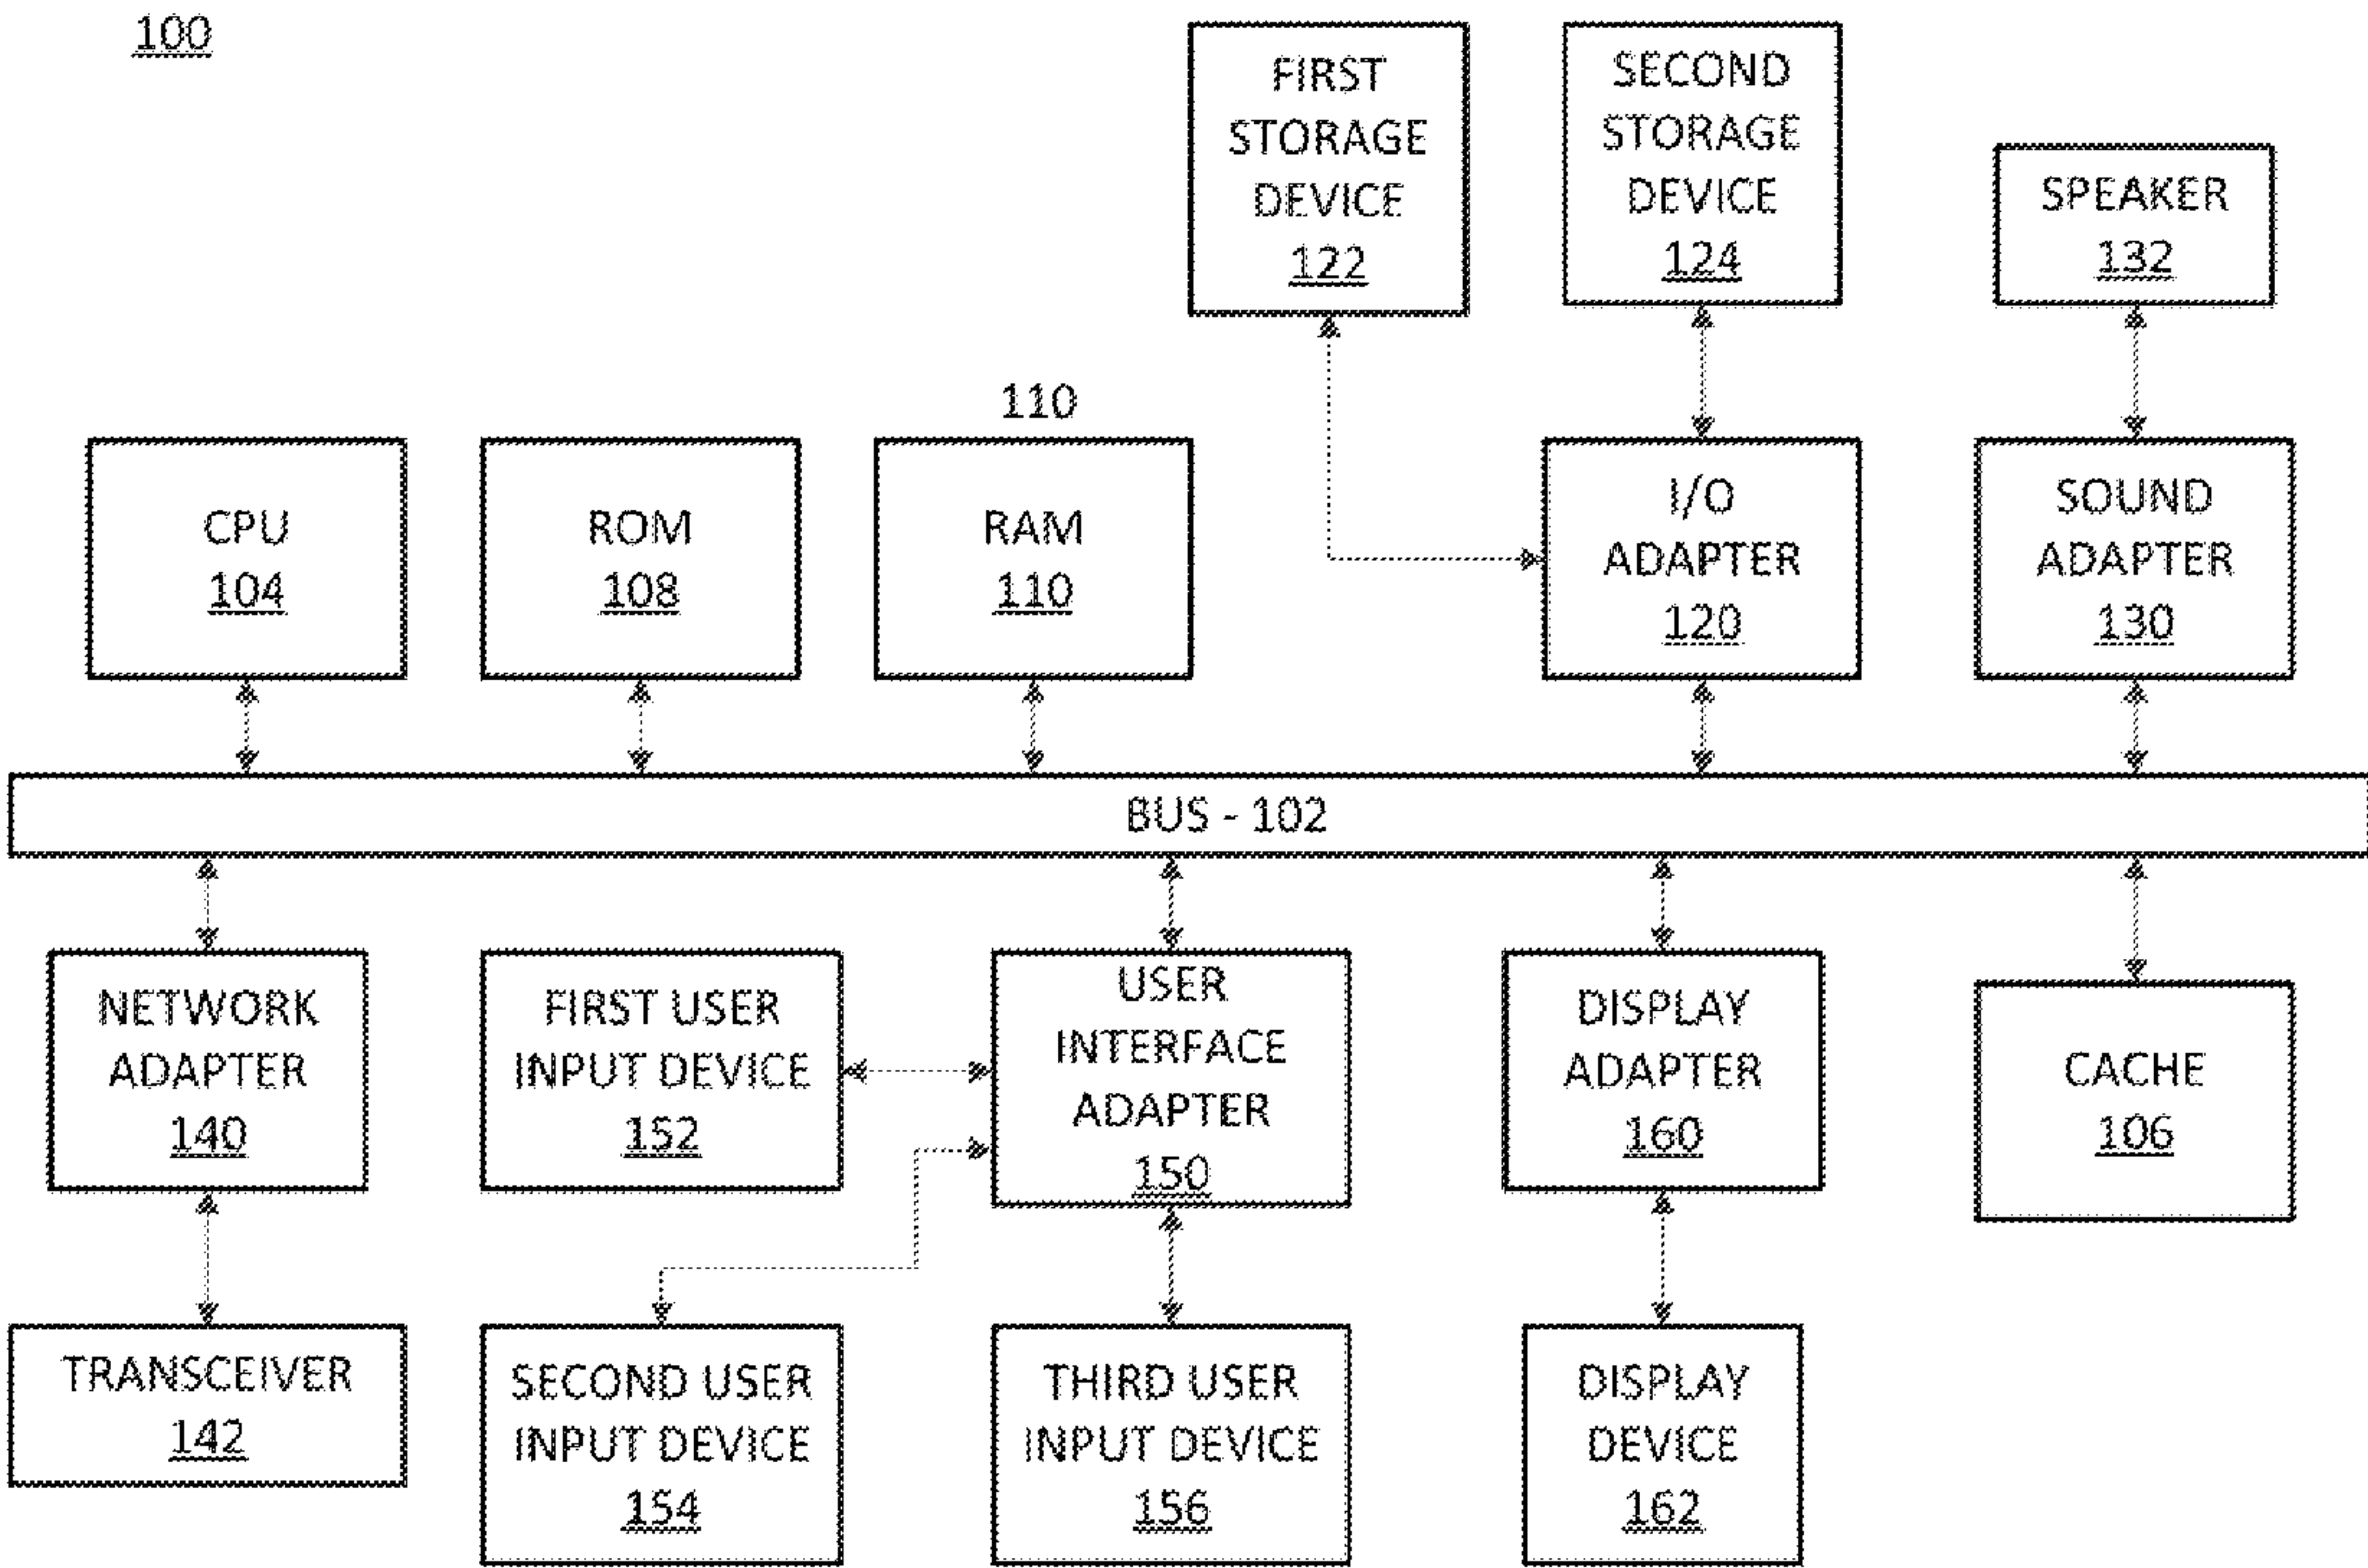 100
FIRST
STORAGE
DEVICE
122
SECOND
STORAGE
DEVICE
124
SPEAKER
132
110
CPU
104
ROM
108
RAM
110
I/O
ADAPTER
120
SOUND
ADAPTER
130
BUS - 102
NETWORK
ADAPTER
140
FIRST USER
INPUT DEVICE
152
USER
INTERFACE
ADAPTER
150
DISPLAY
ADAPTER
160
CACHE
106
TRANSCEIVER
142
SECOND USER
INPUT DEVICE
154
THIRD USER
INPUT DEVICE
156
DISPLAY
DEVICE
162